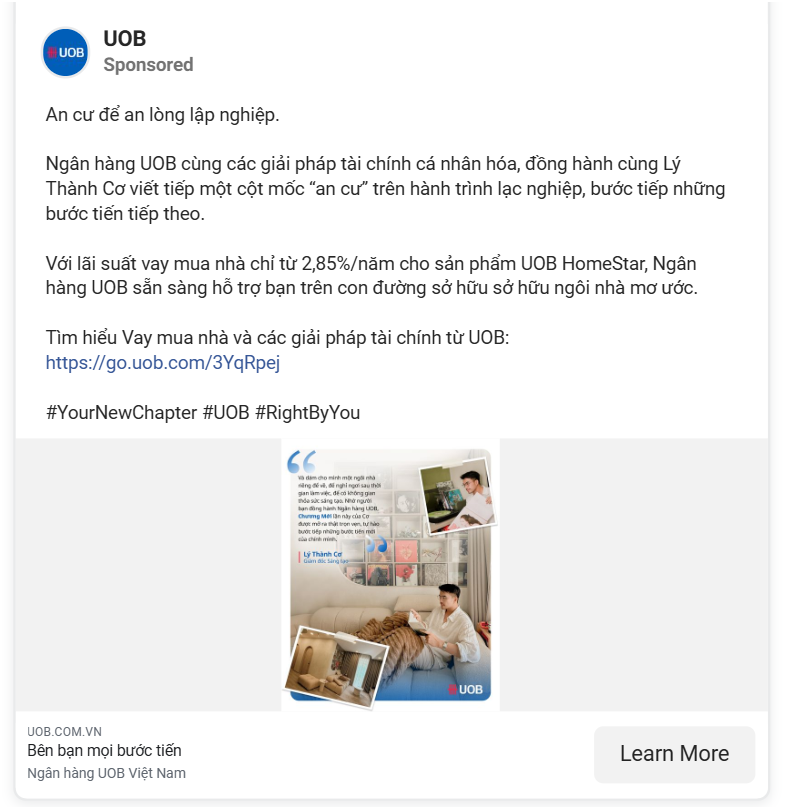 UOB
UOB
Sponsored
An cư để an lòng lập nghiệp.
Ngân hàng UOB cùng các giải pháp tài chính cá nhân hóa, đồng hành cùng Lý
Thành Cơ viết tiếp một cột mốc “an cư” trên hành trình lạc nghiệp, bước tiếp những
bước tiến tiếp theo.
Với lãi suất vay mua nhà chỉ từ 2,85%/năm cho sản phẩm UOB HomeStar, Ngân
hàng UOB sẵn sàng hỗ trợ bạn trên con đường sở hữu sở hữu ngôi nhà mơ ước.
Tìm hiểu Vay mua nhà và các giải pháp tài chính từ UOB:
https://go.uob.com/3YqRpej
#YourNewChapter #UOB #RightByYou
Và dám cho mình một ngôi nhà
riêng để về, để nghỉ ngơi sau thời
gian làm việc, để có không gian
thỏa sức sáng tạo. Nhờ người
bạn đồng hành Ngân hàng UOB,
Chương Mới lần này của Cơ
được mở ra thật trọn vẹn, tự hào
bước tiếp những bước tiến mới
của chính mình.
Lý Thành Cơ
Giám đốc Sáng tạo
UOB
UOB.COM.VN
Bên bạn mọi bước tiến
Ngân hàng UOB Việt Nam
Learn More